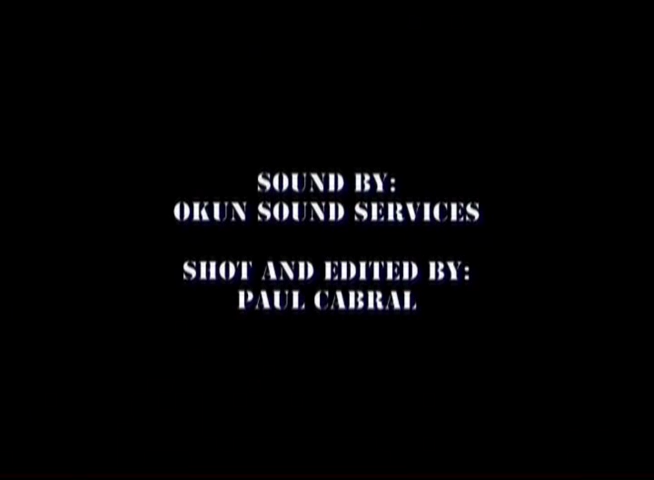 SOUND BY:
OKUN SOUND SERVICES
SHOT AND EDITED BY:
PAUL CABRAL